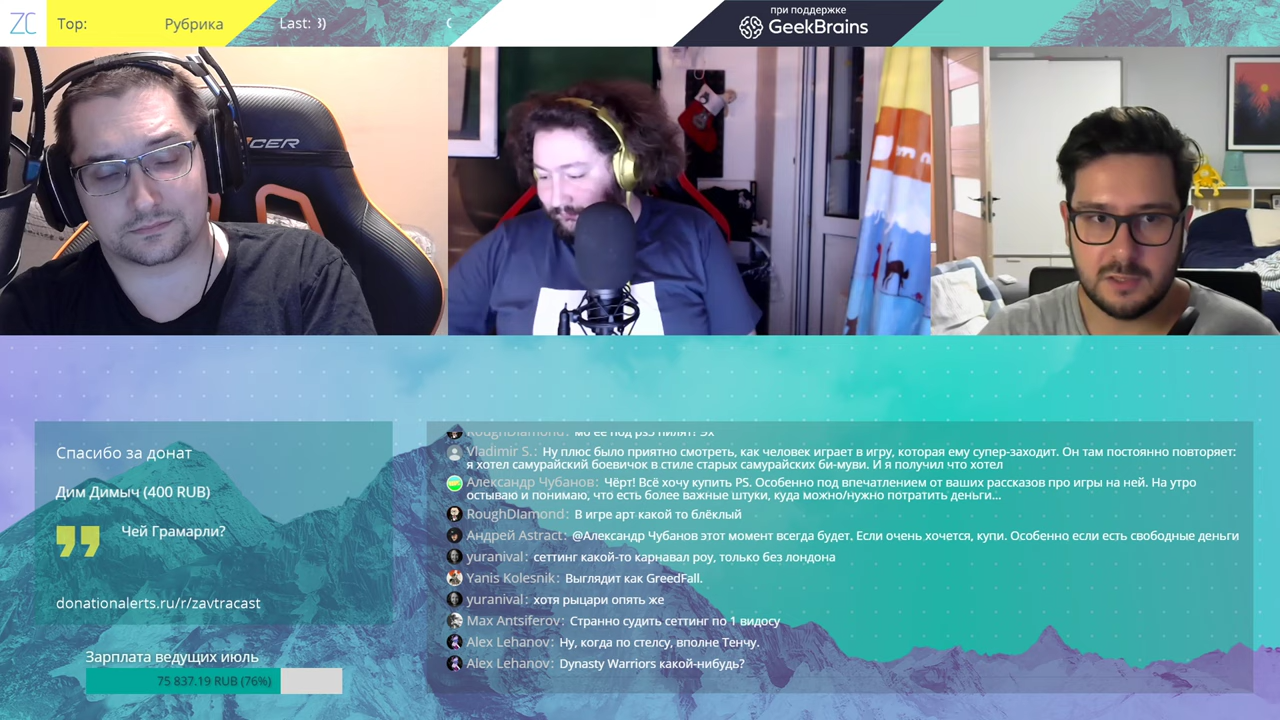 ZC
Top:
Рубрика
Last: :3)
при поддержке
GeekBrains
CER
Спасибо за донат
Дим Димыч (400 RUB)
Чей Грамарли?
donationalerts.ru/r/zavtracast
Зарплата ведущих июль
75 837.19 RUB (76%)
RoughDIamond: мо ее под ps5 пилят! Эх
Vladimir S.: Ну плюс было приятно смотреть, как человек играет в игру, которая ему супер-заходит. Он там постоянно повторяет:
я хотел самурайский боевичок в стиле старых самурайских би-муви. И я получил что хотел
Александр Чубанов: Чёрт! Всё хочу купить PS. Особенно под впечатлением от ваших рассказов про игры на ней. На утро
остываю и понимаю, что есть более важные штуки, куда можно/нужно потратить деньги...
RoughDIamond: В игре арт какой то блёклый
Андрей Astract: @Александр Чубанов этот момент всегда будет. Если очень хочется, купи. Особенно если есть свободные деньги
yuranival: сеттинг какой-то карнавал роу, только без лондона
Yanis Kolesnik: Выглядит как GreedFall.
yuranival: хотя рыцари опять же
Max Antsiferov: Странно судить сеттинг по 1 видосу
Alex Lehanov: Ну, когда по стелсу, вполне Тенчу.
Alex Lehanov: Dynasty Warriors какой-нибудь?